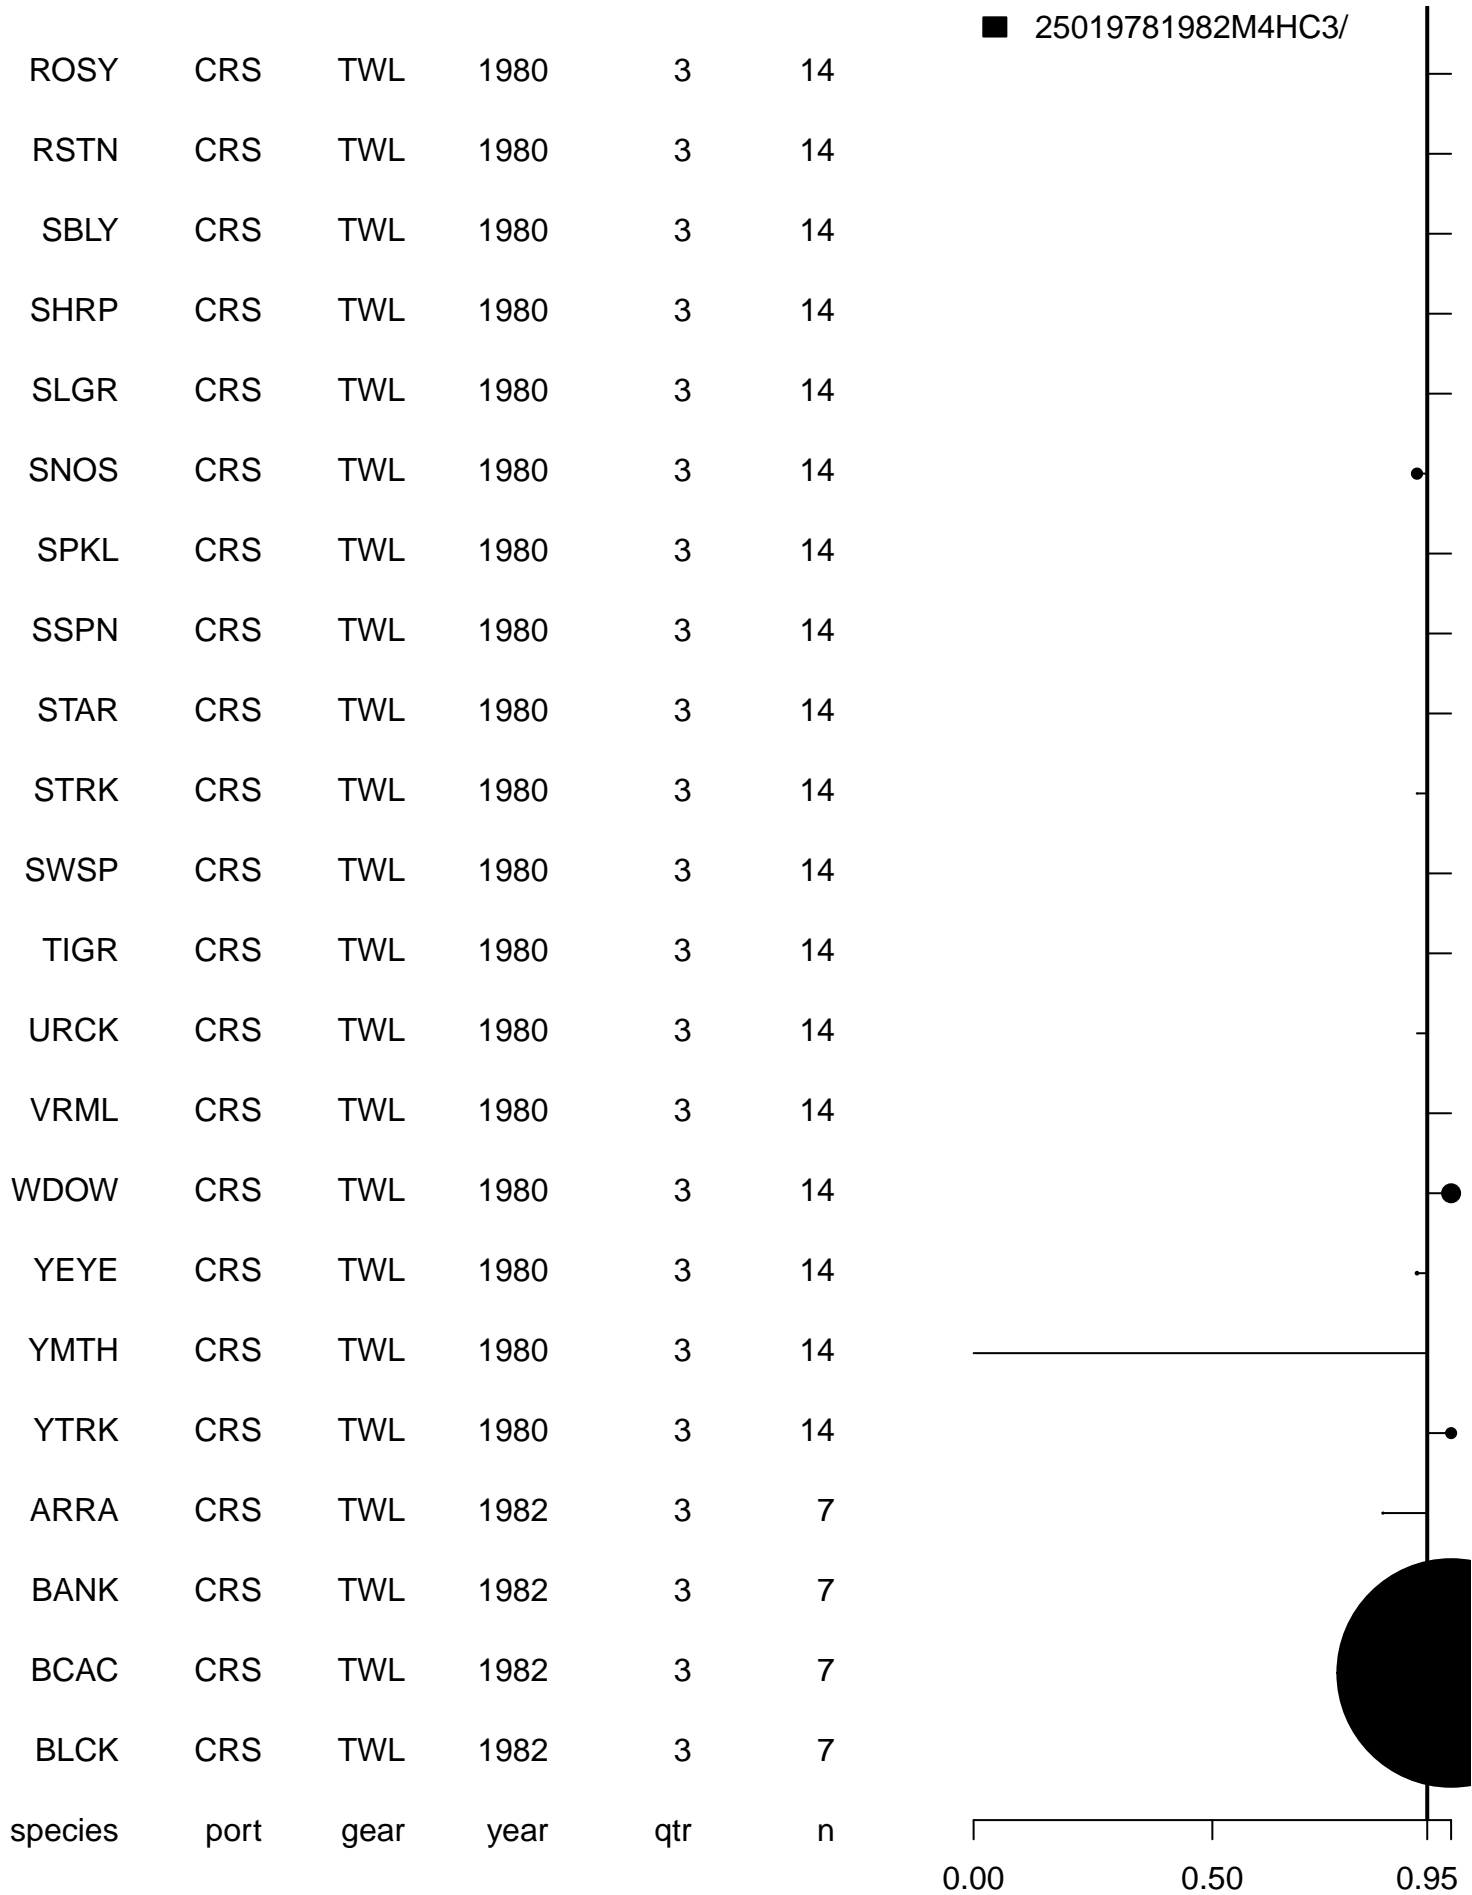 25019781982M4HC3/
ROSY CRS TWL 1980 3 14
RSTN CRS TWL 1980 3 14
SBLY CRS TWL 1980 3 14
SHRP CRS TWL 1980 3 14
SLGR CRS TWL 1980 3 14
SNOS CRS TWL 1980 3 14
SPKL CRS TWL 1980 3 14
SSPN CRS TWL 1980 3 14
STAR CRS TWL 1980 3 14
STRK CRS TWL 1980 3 14
SWSP CRS TWL 1980 3 14
TIGR CRS TWL 1980 3 14
URCK CRS TWL 1980 3 14
VRML CRS TWL 1980 3 14
WDOW CRS TWL 1980 3 14
YEYE CRS TWL 1980 3 14
YMTH CRS TWL 1980 3 14
YTRK CRS TWL 1980 3 14
ARRA CRS TWL 1982 3 7
BANK CRS TWL 1982 3 7
BCAC CRS TWL 1982 3 7
BLCK CRS TWL 1982 3 7
species port gear year qtr n
0.00 0.50 0.95